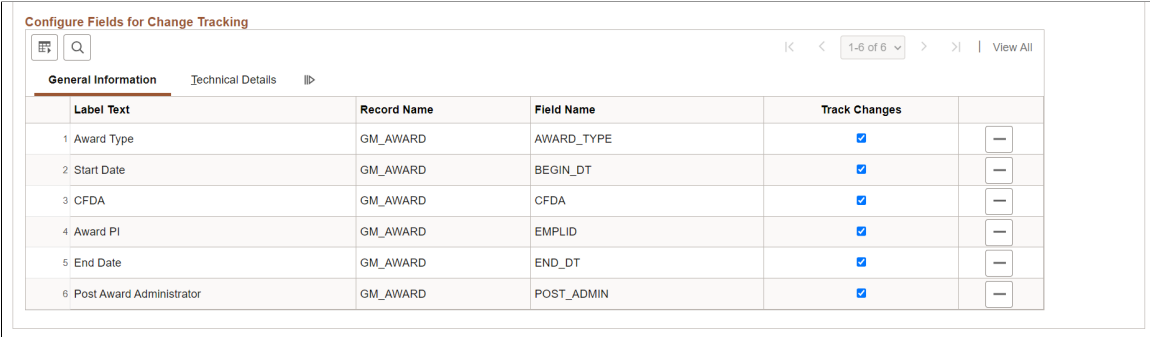 Configure Fields for Change Tracking
1-6 of 6
View All
General Information Technical Details
Label Text Record Name Field Name Track Changes
1 Award Type GM_AWARD AWARD_TYPE
2 Start Date GM_AWARD BEGIN_DT
3 CFDA GM_AWARD CFDA
4 Award PI GM_AWARD EMPLID
5 End Date GM_AWARD END_DT
6 Post Award Administrator GM_AWARD POST_ADMIN